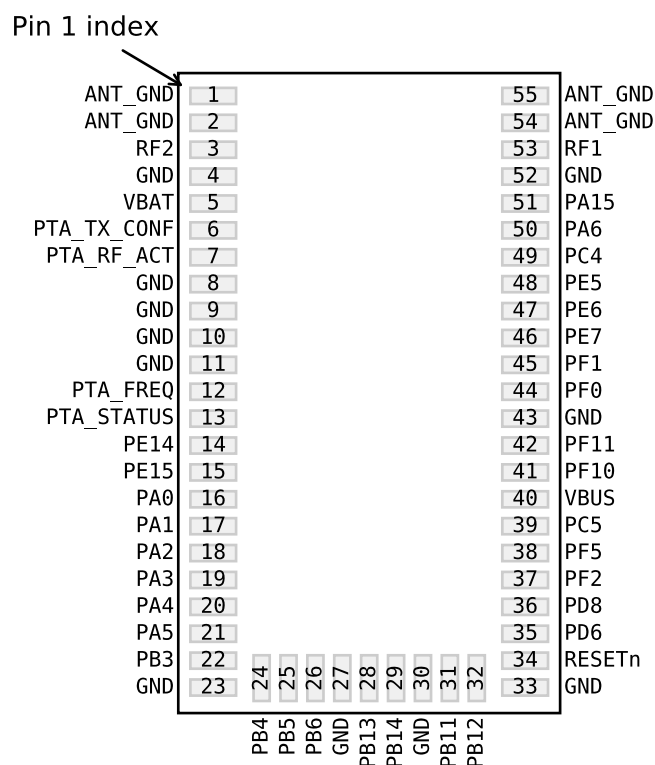 Pin 1 index
ANT_GND 1 55 ANT_GND
ANT_GND 2 54 ANT_GND
RF2 3 53 RF1
GND 4 52 GND
VBAT 5 51 PA15
PTA_TX_CONF 6 50 PA6
PTA_RF_ACT 7 49 PC4
GND 8 48 PE5
GND 9 47 PE6
GND 10 46 PE7
GND 11 45 PF1
PTA_FREQ 12 44 PF0
PTA_STATUS 13 43 GND
PE14 14 42 PF11
PE15 15 41 PF10
PA0 16 40 VBUS
PA1 17 39 PC5
PA2 18 38 PF5
PA3 19 37 PF2
PA4 20 36 PD8
PA5 21 35 PD6
PB3 22 34 RESETn
GND 23 33 GND
24 25 26 27 28 29 30 31 32
PB4 PB5 PB6 GND PB13 PB14 GND PB11 PB12